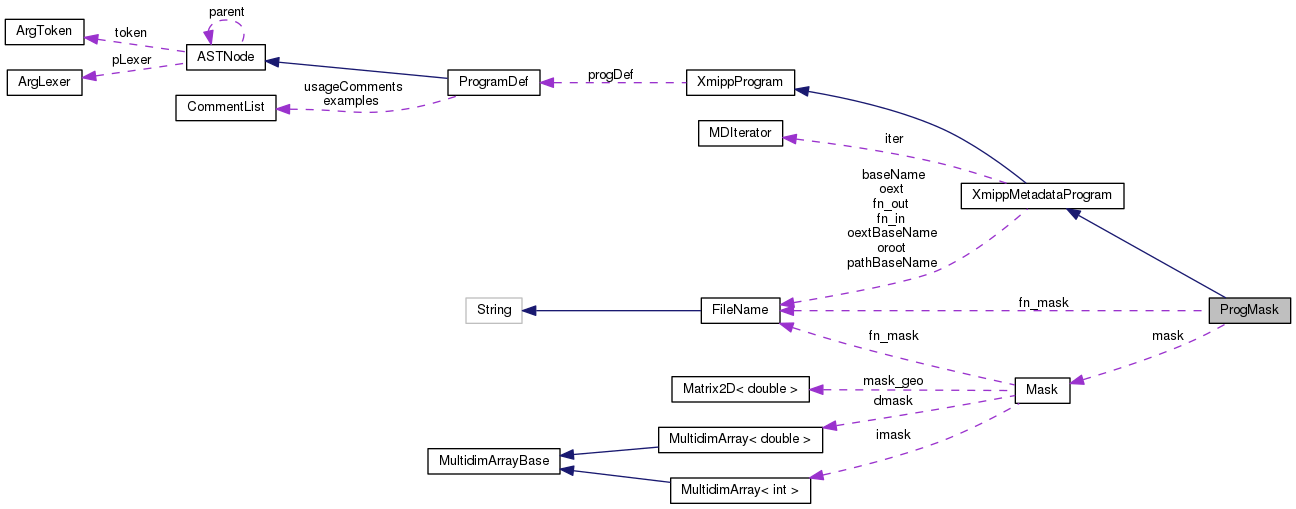 parent
ArgToken
token
ASTNode
pLexer
ArgLexer
ProgramDef
progDef
XmippProgram
usageComments
examples
CommentList
MDIterator
iter
baseName
oext
fn_out
fn_in
oextBaseName
oroot
pathBaseName
XmippMetadataProgram
String
FileName
fn_mask
ProgMask
fn_mask
mask
Matrix2D< double >
mask_geo
Mask
dmask
MultidimArray< double >
imask
MultidimArrayBase
MultidimArray< int >